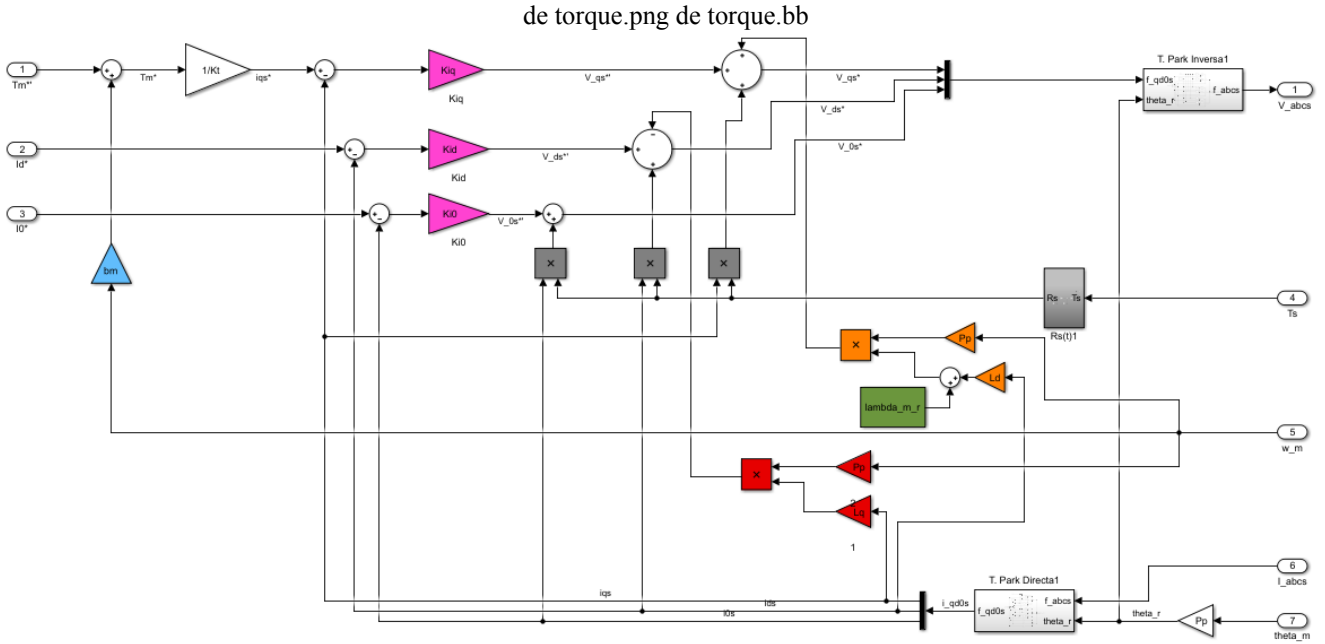 de torque.png de torque.bb
T. Park Inversa1
1
Tm*'
Tm*
1/Kt
iqs*
Kiq
Kiq
V_qs*'
V_qs*
f_qd0s
theta_r
f_abcs
1
V_abcs
2
Id*
Kid
Kid
V_ds*'
V_ds*
V_0s*
3
I0*
Ki0
Ki0
V_0s*'
bm
×
×
×
Rs
Ts
Rs(t)1
4
Ts
×
Pp
Ld
lambda_m_r
5
w_m
×
Pp
2
Lq
1
T. Park Directa1
6
I_abcs
iqs
Ids
I0s
i_qd0s
f_qd0s
f_abcs
theta_r
theta_r
Pp
7
theta_m